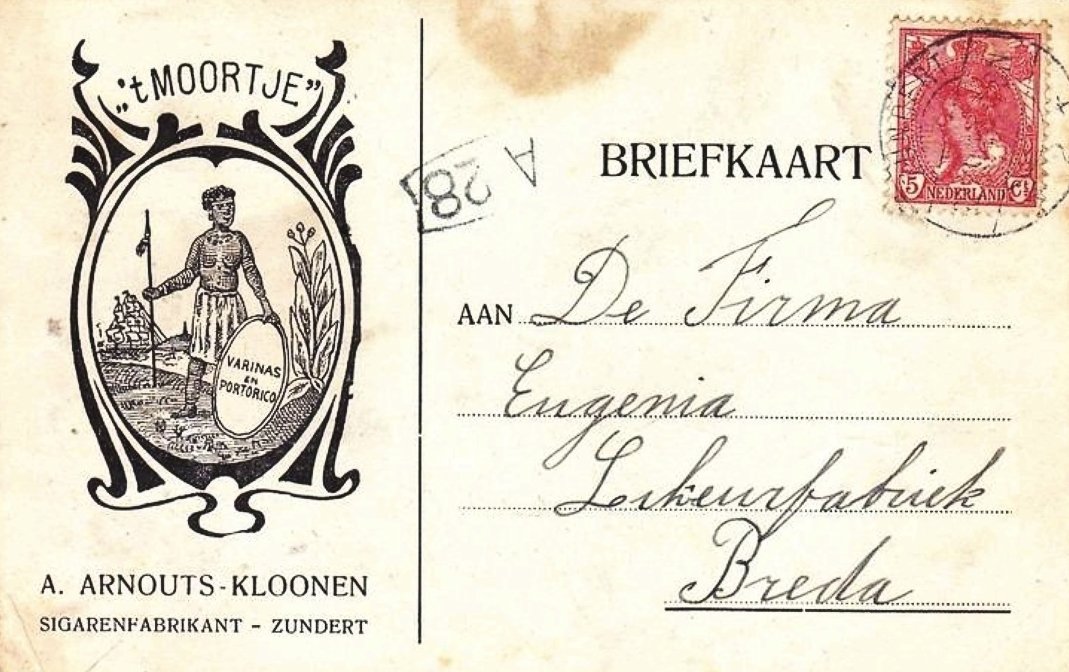 „'t MOORTJE”
VARINAS
EN
PORTORICO
A. ARNOUTS-KLOONEN
SIGARENFABRIKANT - ZUNDERT
A 28
BRIEFKAART
5 NEDERLAND Ct
AAN De Firma
Eugenia
Likeurfabriek
Breda